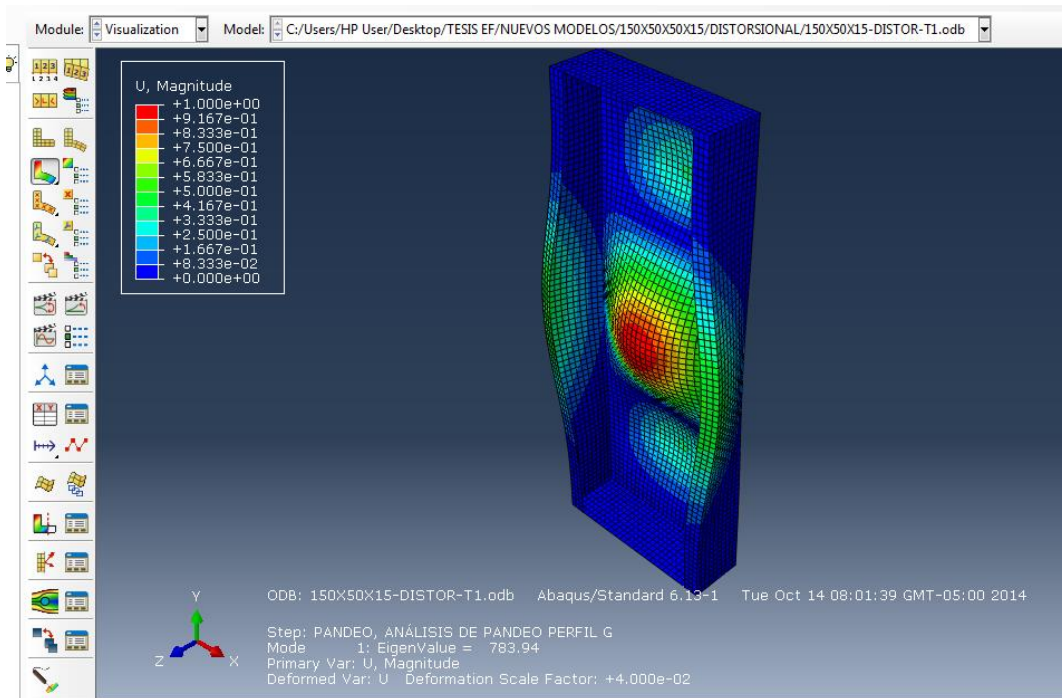 Module: Visualization Model: C:/Users/HP User/Desktop/TESIS EF/NUEVOS MODELOS/150X50X50X15/DISTORSIONAL/150X50X15-DISTOR-T1.odb
U, Magnitude
+1.000e+00
+9.167e-01
+8.333e-01
+7.500e-01
+6.667e-01
+5.833e-01
+5.000e-01
+4.167e-01
+3.333e-01
+2.500e-01
+1.667e-01
+8.333e-02
+0.000e+00
Y
Z X
ODB: 150X50X15-DISTOR-T1.odb Abaqus/Standard 6.13-1 Tue Oct 14 08:01:39 GMT-05:00 2014
Step: PANDEO, ANÁLISIS DE PANDEO PERFIL G
Mode 1: EigenValue = 783.94
Primary Var: U, Magnitude
Deformed Var: U Deformation Scale Factor: +4.000e-02